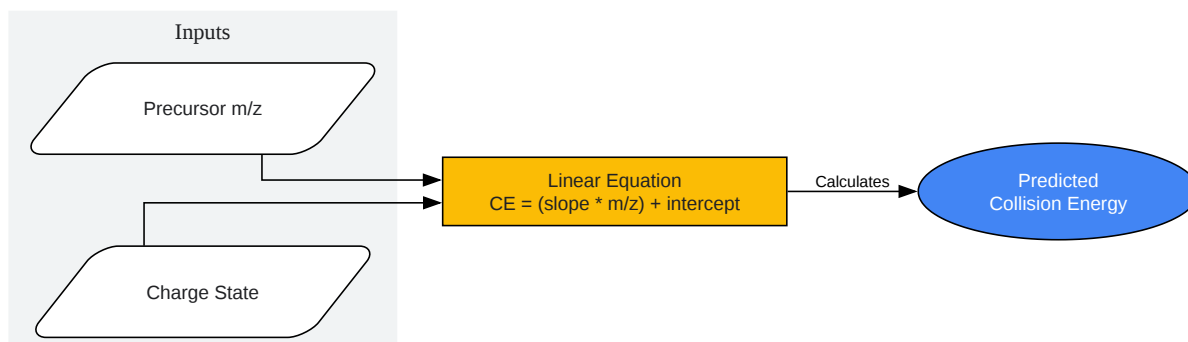 Inputs
Precursor m/z
Linear Equation
CE = (slope * m/z) + intercept
Calculates
Predicted
Collision Energy
Charge State